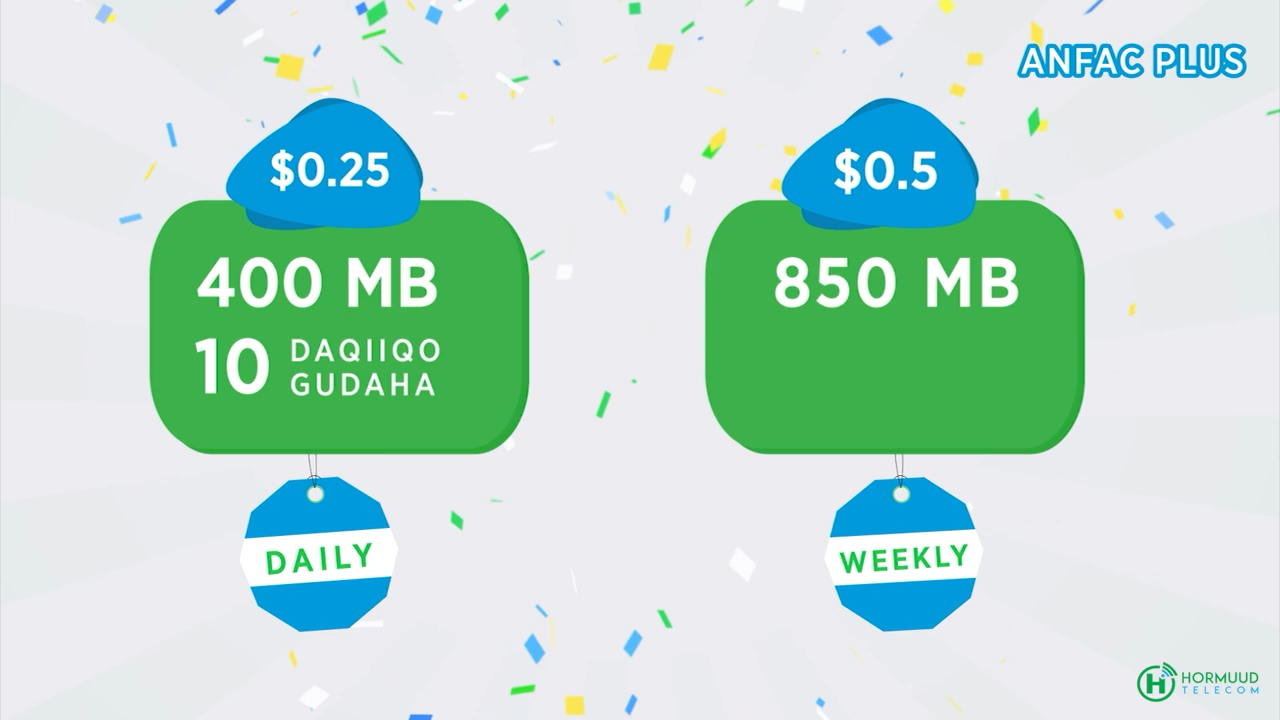 ANFAC PLUS
$0.25
400 MB
10 DAQIIQO
GUDAHA
DAILY
$0.5
850 MB
WEEKLY
HORMUUD
TELECOM